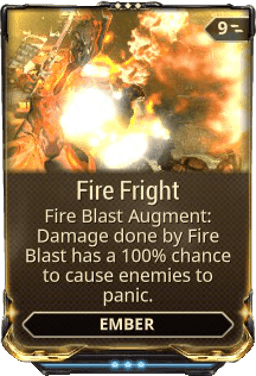 9
Fire Fright
Fire Blast Augment:
Damage done by Fire
Blast has a 100% chance
to cause enemies to
panic.
EMBER